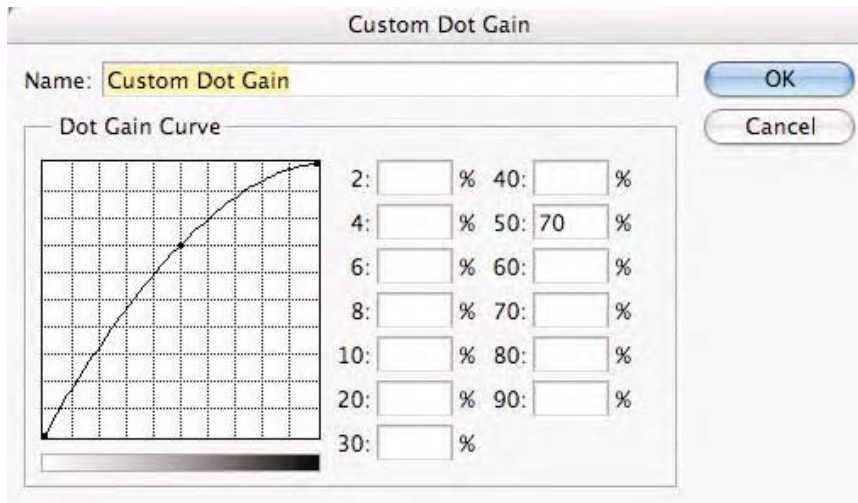 Custom Dot Gain
Name: Custom Dot Gain
OK
Cancel
Dot Gain Curve
2: % 40: %
4: % 50: 70 %
6: % 60: %
8: % 70: %
10: % 80: %
20: % 90: %
30: %